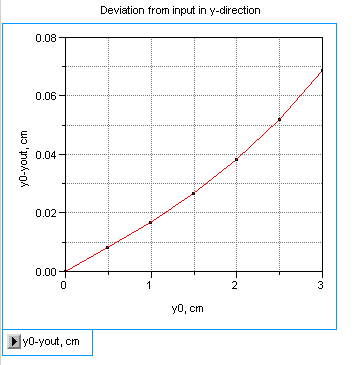 Deviation from input in y-direction
0.08
0.06
0.04
0.02
0.00
y0-yout, cm
0 1 2 3
y0, cm
y0-yout, cm